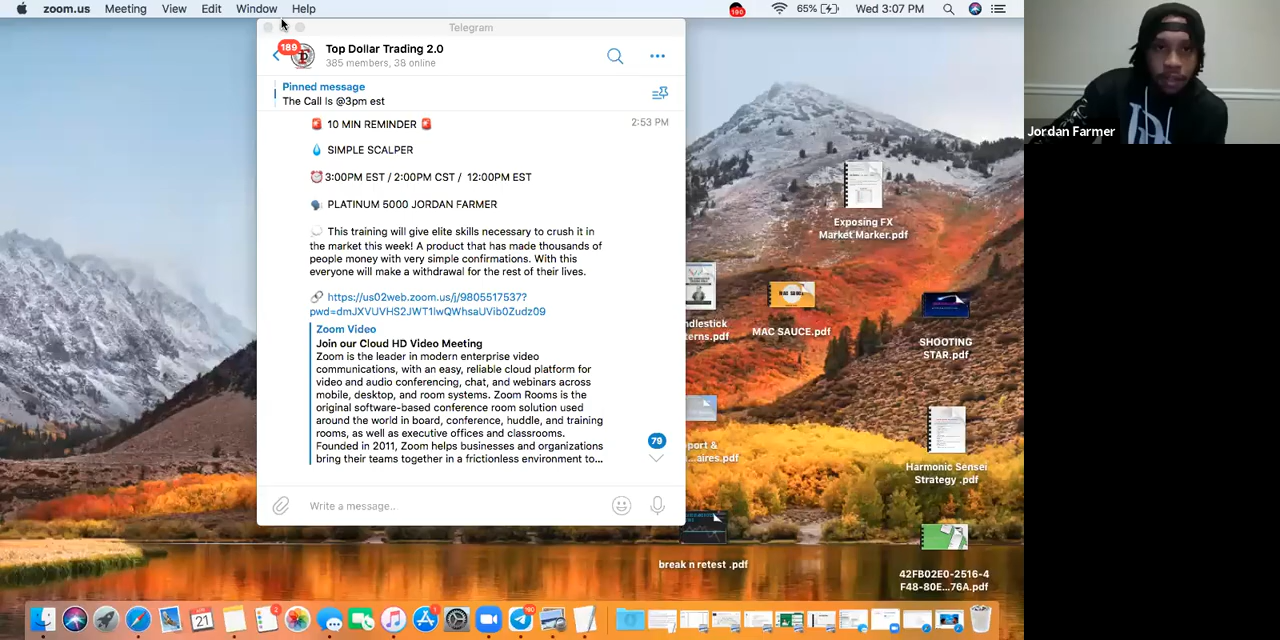 zoom.us Meeting View Edit Window Help
190
65%
Wed 3:07 PM
Telegram
189
Top Dollar Trading 2.0
385 members, 38 online
Pinned message
The Call Is @3pm est
🚨 10 MIN REMINDER 🚨
2:53 PM
💧 SIMPLE SCALPER
⏰3:00PM EST / 2:00PM CST / 12:00PM EST
🗣 PLATINUM 5000 JORDAN FARMER
💭 This training will give elite skills necessary to crush it in
the market this week! A product that has made thousands of
people money with very simple confirmations. With this
everyone will make a withdrawal for the rest of their lives.
🔗 https://us02web.zoom.us/j/9805517537?
pwd=dmJXVUVHS2JWT1lwQWhsaUVib0Zudz09
Zoom Video
Join our Cloud HD Video Meeting
Zoom is the leader in modern enterprise video
communications, with an easy, reliable cloud platform for
video and audio conferencing, chat, and webinars across
mobile, desktop, and room systems. Zoom Rooms is the
original software-based conference room solution used
around the world in board, conference, huddle, and training
rooms, as well as executive offices and classrooms.
Founded in 2011, Zoom helps businesses and organizations
bring their teams together in a frictionless environment to...
79
Write a message..
Exposing FX
Market Marker.pdf
ndlestick
terns.pdf
MAC SAUCE.pdf
SHOOTING
STAR.pdf
port &
...aires.pdf
Harmonic Sensei
Strategy .pdf
break n retest .pdf
42FB02E0-2516-4
F48-80E...76A.pdf
Jordan Farmer
21
2
1
190